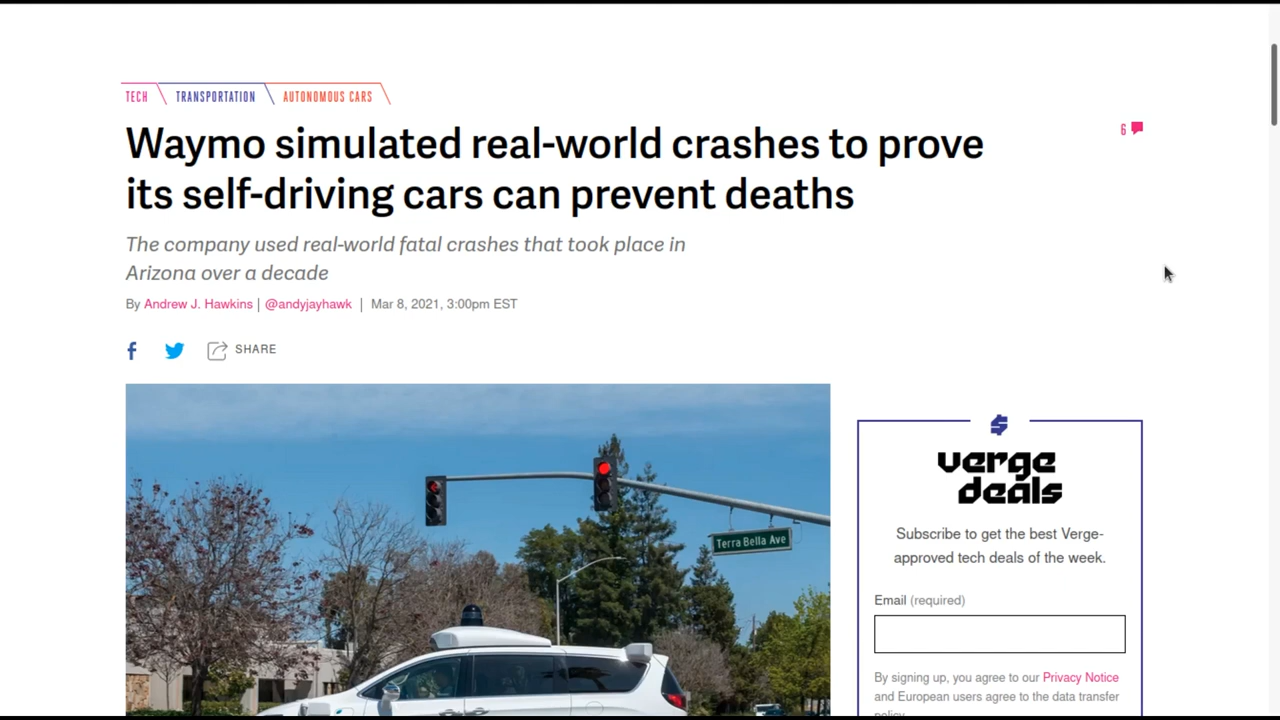 TECH
TRANSPORTATION
AUTONOMOUS CARS
Waymo simulated real-world crashes to prove
its self-driving cars can prevent deaths
6
The company used real-world fatal crashes that took place in
Arizona over a decade
By Andrew J. Hawkins | @andyjayhawk | Mar 8, 2021, 3:00pm EST
SHARE
Terra Bella Ave
verge
deals
Subscribe to get the best Verge-
approved tech deals of the week.
Email (required)
By signing up, you agree to our Privacy Notice
and European users agree to the data transfer
policy.